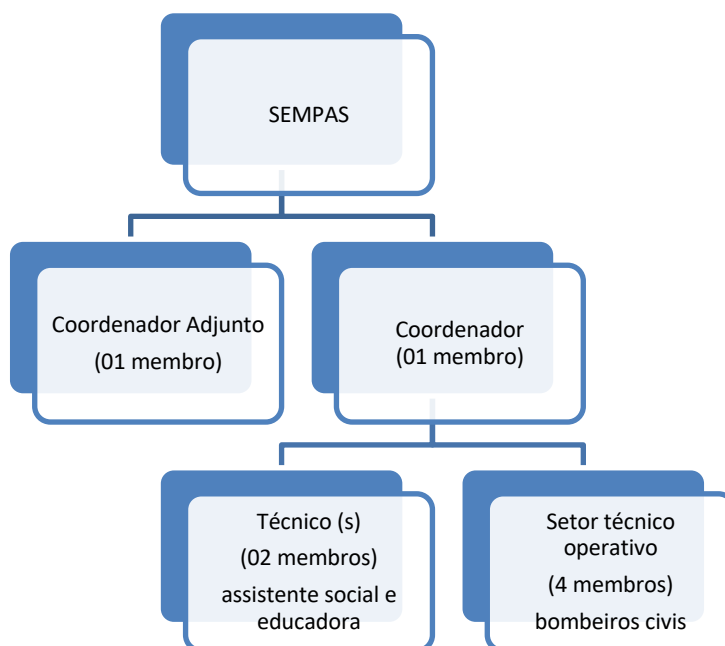 SEMPAS
Coordenador Adjunto
(01 membro)
Coordenador
(01 membro)
Técnico (s)
(02 membros)
assistente social e
educadora
Setor técnico
operativo
(4 membros)
bombeiros civis